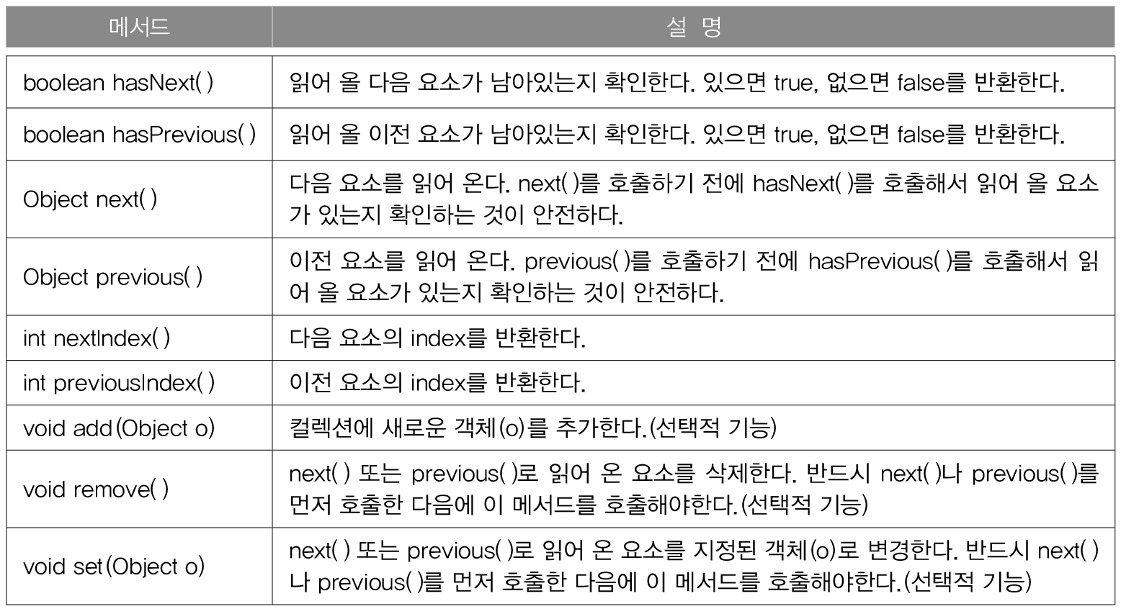 메서드 설 명
boolean hasNext( ) 읽어 올 다음 요소가 남아있는지 확인한다. 있으면 true, 없으면 false를 반환한다.
boolean hasPrevious( ) 읽어 올 이전 요소가 남아있는지 확인한다. 있으면 true, 없으면 false를 반환한다.
Object next( ) 다음 요소를 읽어 온다. next( )를 호출하기 전에 hasNext( )를 호출해서 읽어 올 요소
가 있는지 확인하는 것이 안전하다.
Object previous( ) 이전 요소를 읽어 온다. previous( )를 호출하기 전에 hasPrevious( )를 호출해서 읽
어 올 요소가 있는지 확인하는 것이 안전하다.
int nextIndex( ) 다음 요소의 index를 반환한다.
int previousIndex( ) 이전 요소의 index를 반환한다.
void add(Object o) 컬렉션에 새로운 객체(o)를 추가한다.(선택적 기능)
void remove( ) next( ) 또는 previous( )로 읽어 온 요소를 삭제한다. 반드시 next( )나 previous( )를
먼저 호출한 다음에 이 메서드를 호출해야한다.(선택적 기능)
void set(Object o) next( ) 또는 previous( )로 읽어 온 요소를 지정된 객체(o)로 변경한다. 반드시 next( )
나 previous( )를 먼저 호출한 다음에 이 메서드를 호출해야한다.(선택적 기능)